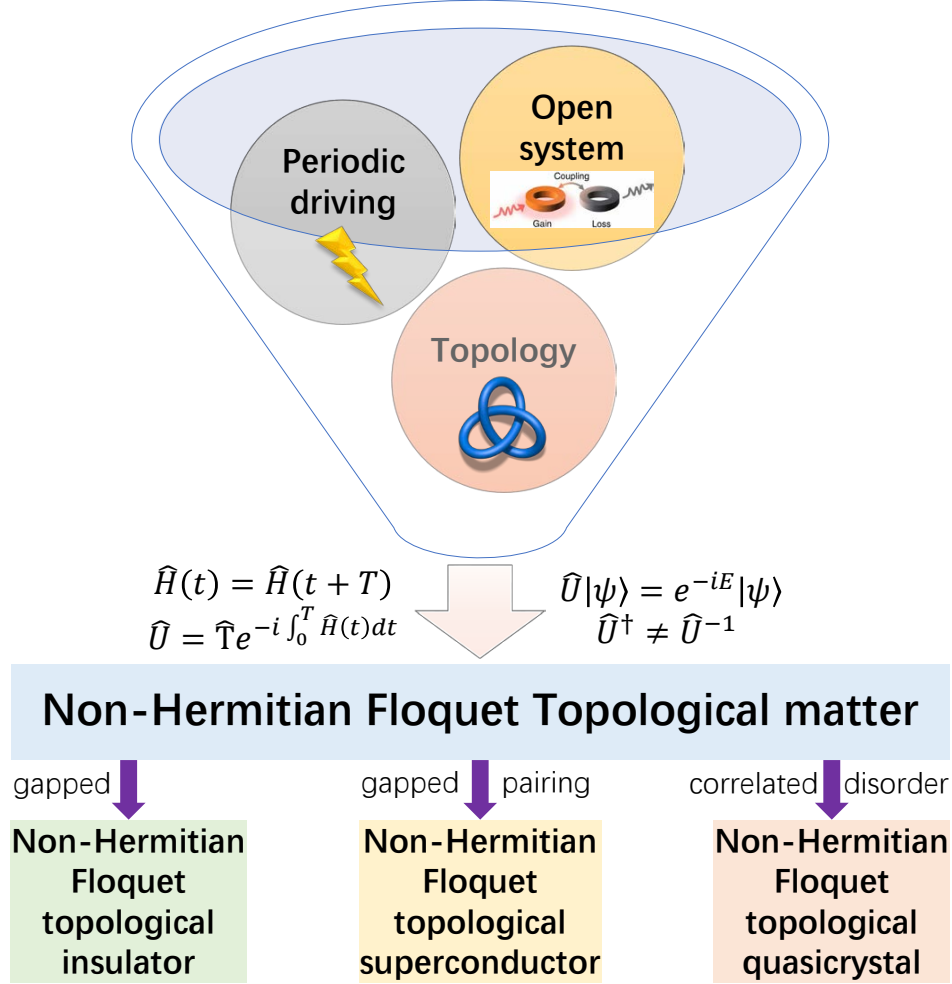 Open
system
Coupling
Gain Loss
Periodic
driving
Topology
Ĥ(t) = Ĥ(t + T)
Û = T̂e^{-i ∫_0^T Ĥ(t)dt}
Û|ψ⟩ = e^{-iE}|ψ⟩
Û† ≠ Û^{-1}
Non-Hermitian Floquet Topological matter
gapped
gapped pairing
correlated disorder
Non-Hermitian
Floquet
topological
insulator
Non-Hermitian
Floquet
topological
superconductor
Non-Hermitian
Floquet
topological
quasicrystal